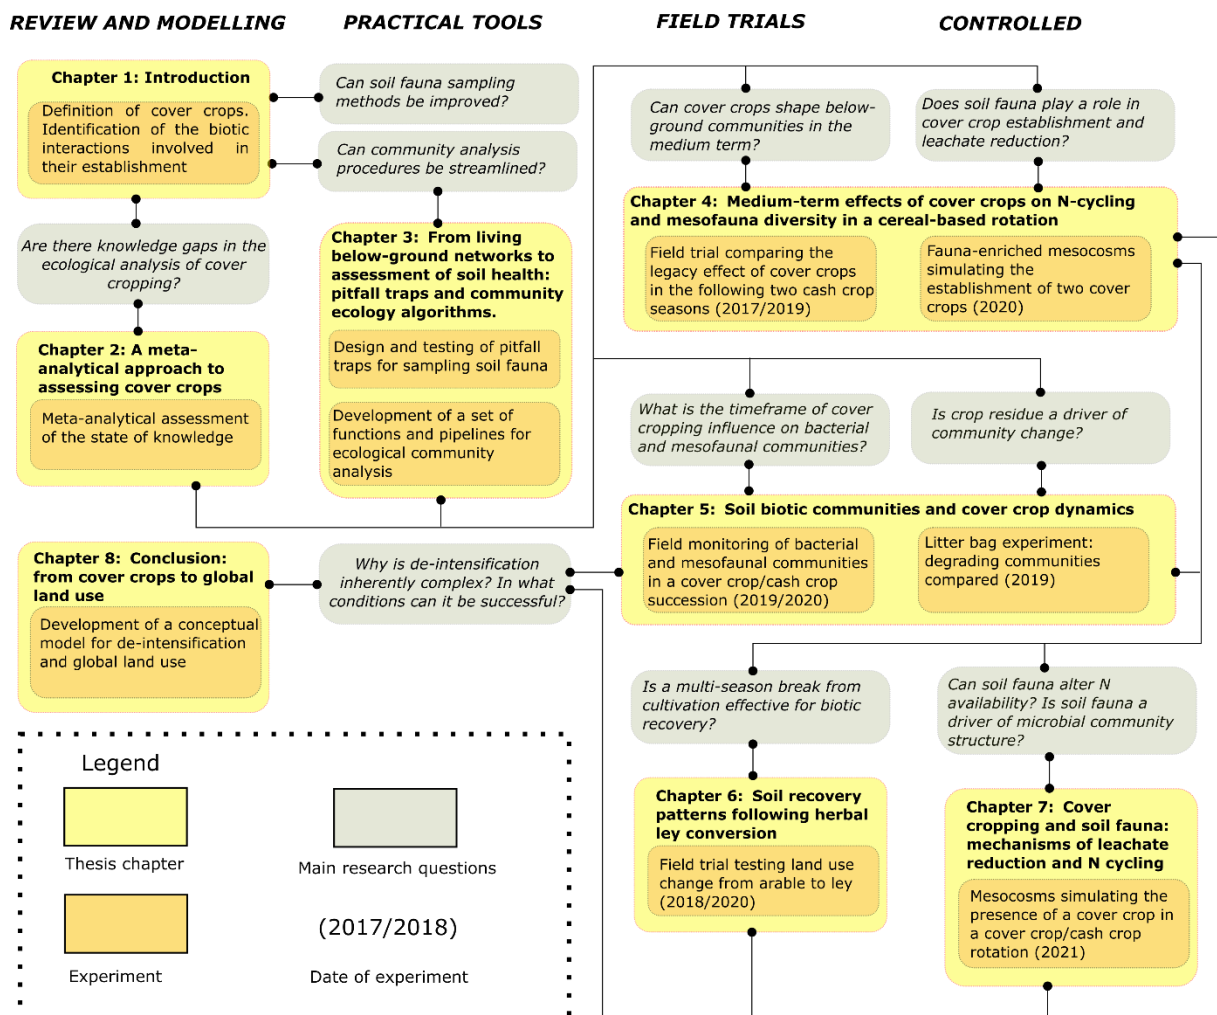 REVIEW AND MODELLING
PRACTICAL TOOLS
FIELD TRIALS
CONTROLLED
Chapter 1: Introduction
Definition of cover crops.
Identification of the biotic
interactions involved in
their establishment
Can soil fauna sampling
methods be improved?
Can community analysis
procedures be streamlined?
Can cover crops shape below-
ground communities in the
medium term?
Does soil fauna play a role in
cover crop establishment and
leachate reduction?
Are there knowledge gaps in the
ecological analysis of cover
cropping?
Chapter 3: From living
below-ground networks to
assessment of soil health:
pitfall traps and community
ecology algorithms.
Design and testing of pitfall
traps for sampling soil fauna
Development of a set of
functions and pipelines for
ecological community
analysis
Chapter 4: Medium-term effects of cover crops on N-cycling
and mesofauna diversity in a cereal-based rotation
Field trial comparing the
legacy effect of cover crops
in the following two cash crop
seasons (2017/2019)
Fauna-enriched mesocosms
simulating the
establishment of two cover
crops (2020)
Chapter 2: A meta-
analytical approach to
assessing cover crops
Meta-analytical assessment
of the state of knowledge
What is the timeframe of cover
cropping influence on bacterial
and mesofaunal communities?
Is crop residue a driver of
community change?
Chapter 5: Soil biotic communities and cover crop dynamics
Field monitoring of bacterial
and mesofaunal communities
in a cover crop/cash crop
succession (2019/2020)
Litter bag experiment:
degrading communities
compared (2019)
Chapter 8: Conclusion:
from cover crops to global
land use
Development of a conceptual
model for de-intensification
and global land use
Why is de-intensification
inherently complex? In what
conditions can it be successful?
Is a multi-season break from
cultivation effective for biotic
recovery?
Can soil fauna alter N
availability? Is soil fauna a
driver of microbial community
structure?
Chapter 6: Soil recovery
patterns following herbal
ley conversion
Field trial testing land use
change from arable to ley
(2018/2020)
Chapter 7: Cover
cropping and soil fauna:
mechanisms of leachate
reduction and N cycling
Mesocosms simulating the
presence of a cover crop in
a cover crop/cash crop
rotation (2021)
Legend
Thesis chapter
Main research questions
Experiment
(2017/2018)
Date of experiment